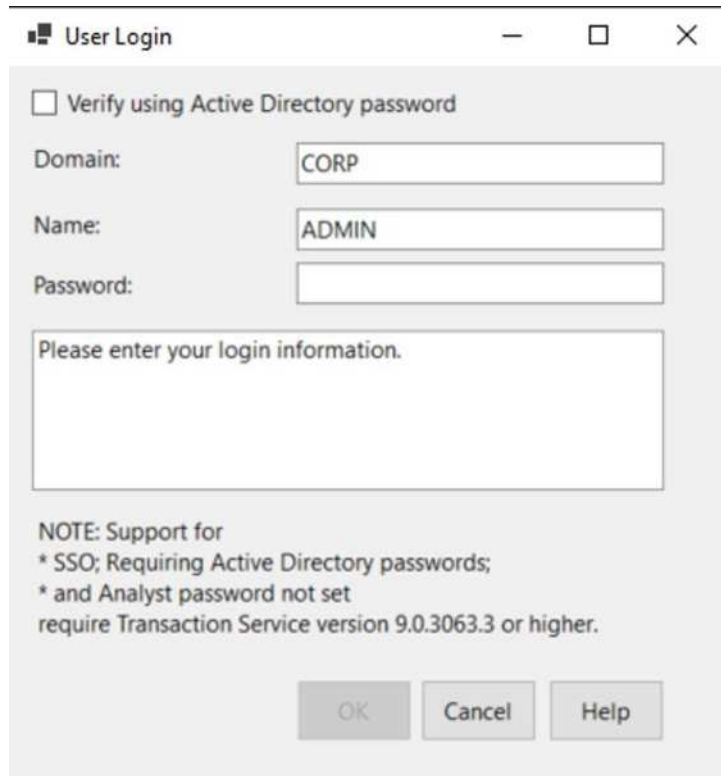 User Login
Verify using Active Directory password
Domain:
CORP
Name:
ADMIN
Password:
Please enter your login information.
NOTE: Support for
* SSO; Requiring Active Directory passwords;
* and Analyst password not set
require Transaction Service version 9.0.3063.3 or higher.
OK
Cancel
Help